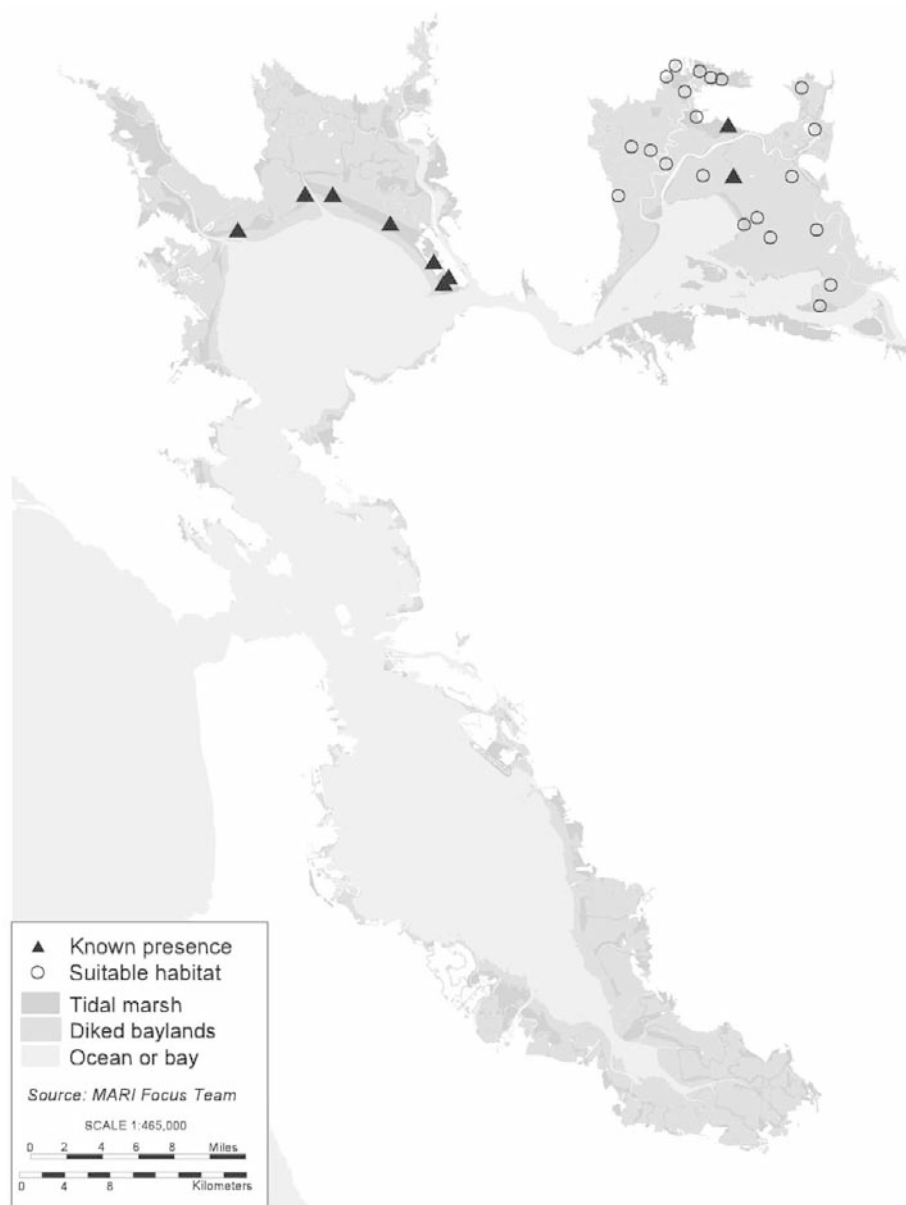 Known presence
Suitable habitat
Tidal marsh
Diked baylands
Ocean or bay
Source: MARI Focus Team
SCALE 1:465,000
0 2 4 6 8 Miles
0 4 8 Kilometers